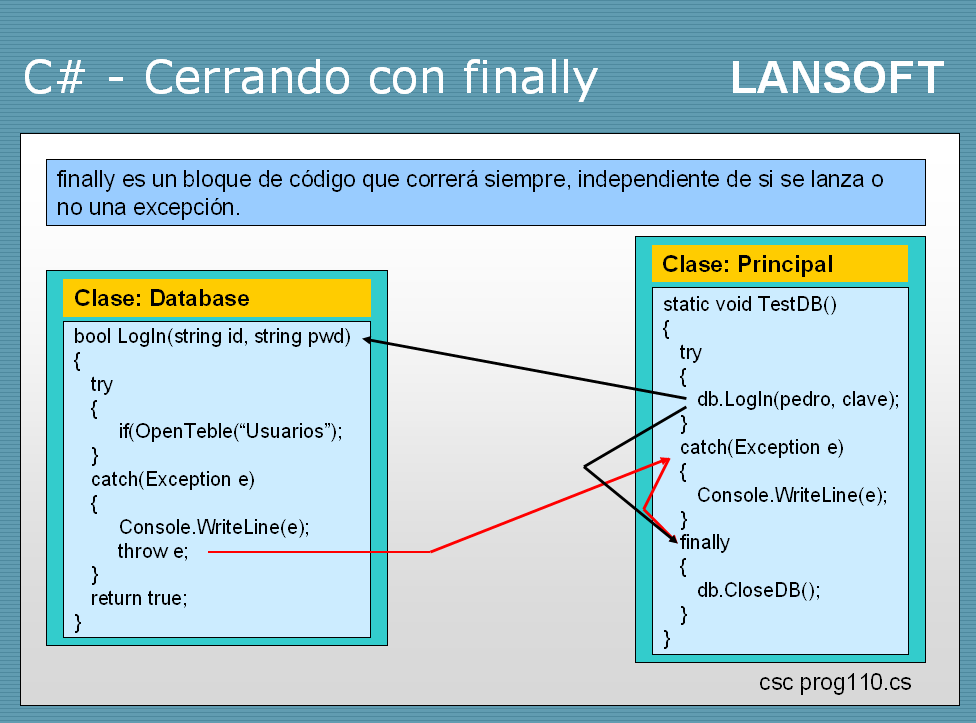 C# - Cerrando con finally
LANSOFT
finally es un bloque de código que correrá siempre, independiente de si se lanza o
no una excepción.
Clase: Database
bool LogIn(string id, string pwd)
{
try
{
if(OpenTeble(“Usuarios”);
}
catch(Exception e)
{
Console.WriteLine(e);
throw e;
}
return true;
}
Clase: Principal
static void TestDB()
{
try
{
db.LogIn(pedro, clave);
}
catch(Exception e)
{
Console.WriteLine(e);
}
finally
{
db.CloseDB();
}
}
csc prog110.cs